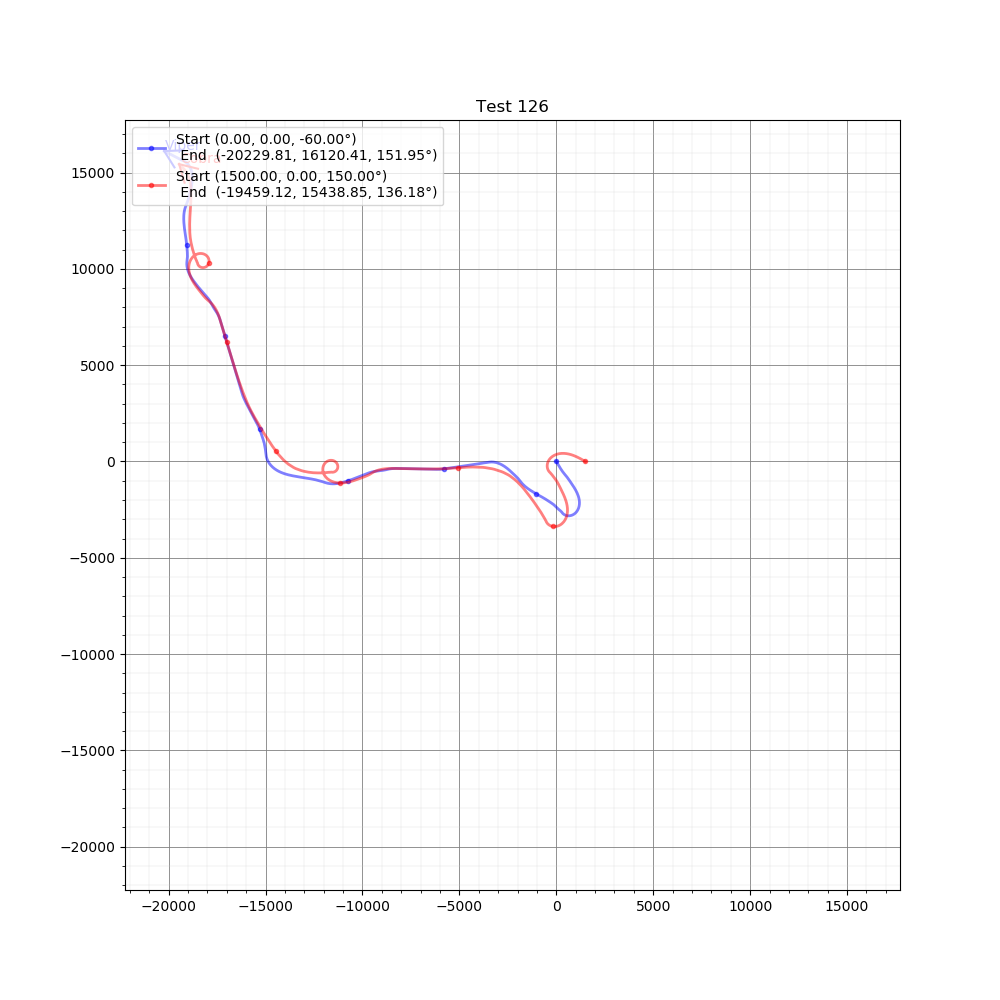 Test 126
Start (0.00, 0.00, -60.00°)
End (-20229.81, 16120.41, 151.95°)
Start (1500.00, 0.00, 150.00°)
End (-19459.12, 15438.85, 136.18°)
15000
10000
5000
0
−5000
−10000
−15000
−20000
−20000 −15000 −10000 −5000 0 5000 10000 15000